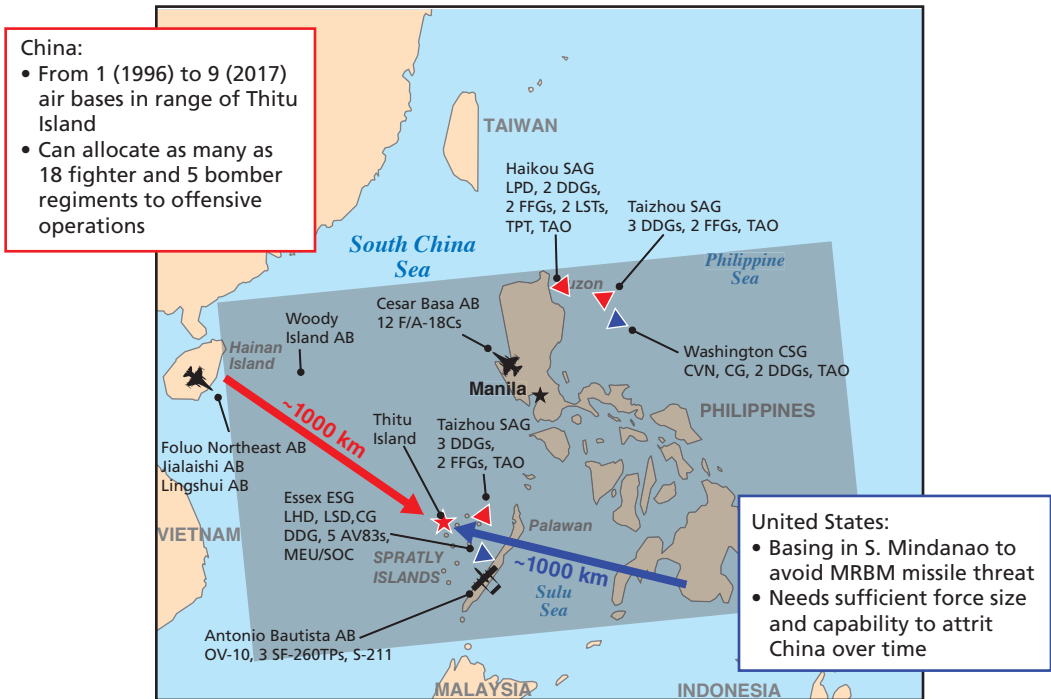 China:
• From 1 (1996) to 9 (2017)
air bases in range of Thitu
Island
• Can allocate as many as
18 fighter and 5 bomber
regiments to offensive
operations
TAIWAN
Haikou SAG
LPD, 2 DDGs,
2 FFGs, 2 LSTs,
TPT, TAO
Taizhou SAG
3 DDGs, 2 FFGs, TAO
South China
Sea
Philippine
Sea
uzon
Cesar Basa AB
12 F/A-18Cs
Woody
Island AB
Hainan
Island
Washington CSG
CVN, CG, 2 DDGs, TAO
Manila
PHILIPPINES
~1000 km
Thitu
Island
Taizhou SAG
3 DDGs,
2 FFGs, TAO
Foluo Northeast AB
Jialaishi AB
Lingshui AB
Essex ESG
LHD, LSD,CG
DDG, 5 AV83s,
MEU/SOC
Palawan
VIETNAM
SPRATLY
ISLANDS
~1000 km
Sulu
Sea
United States:
• Basing in S. Mindanao to
avoid MRBM missile threat
• Needs sufficient force size
and capability to attrit
China over time
Antonio Bautista AB
OV-10, 3 SF-260TPs, S-211
MALAYSIA
INDONESIA